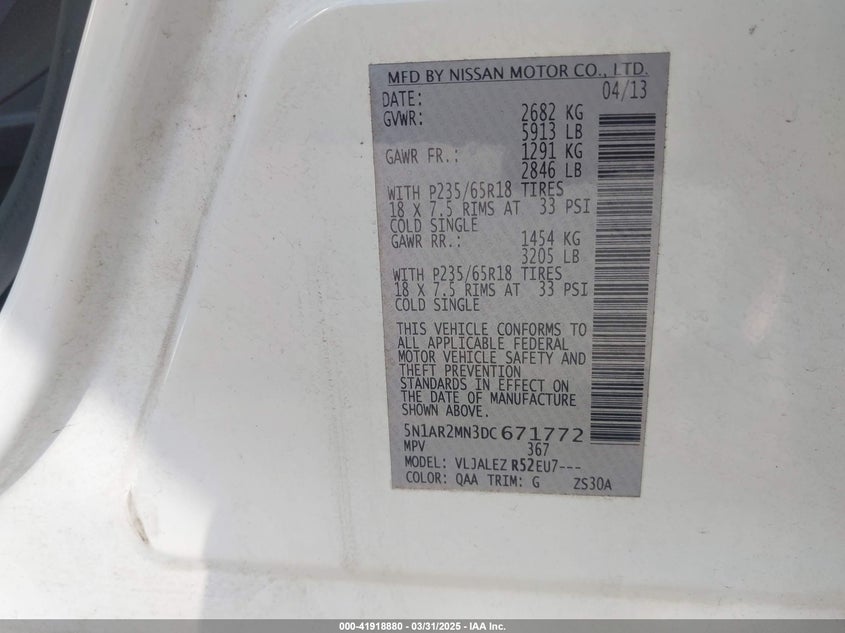 MFD BY NISSAN MOTOR CO., LTD.
DATE: 04/13
GVWR: 2682 KG
5913 LB
GAWR FR.: 1291 KG
2846 LB
WITH P235/65R18 TIRES
18 X 7.5 RIMS AT 33 PSI
COLD SINGLE
GAWR RR.: 1454 KG
3205 LB
WITH P235/65R18 TIRES
18 X 7.5 RIMS AT 33 PSI
COLD SINGLE
THIS VEHICLE CONFORMS TO
ALL APPLICABLE FEDERAL
MOTOR VEHICLE SAFETY AND
THEFT PREVENTION
STANDARDS IN EFFECT ON
THE DATE OF MANUFACTURE
SHOWN ABOVE.
5N1AR2MN3DC671772
MPV 367
MODEL: VLJALEZ R52EU7---
COLOR: QAA TRIM: G ZS30A
000-41918880 - 03/31/2025 - IAA Inc.